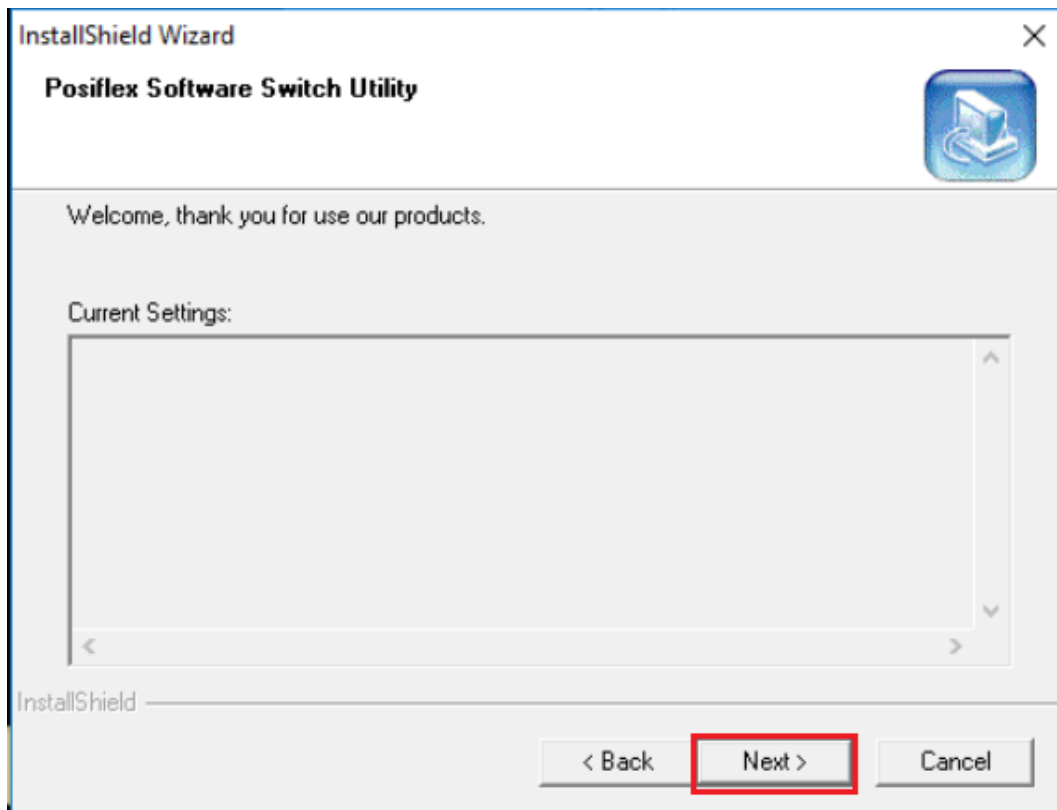 InstallShield Wizard
Posiflex Software Switch Utility
Welcome, thank you for use our products.
Current Settings:
InstallShield
< Back
Next >
Cancel